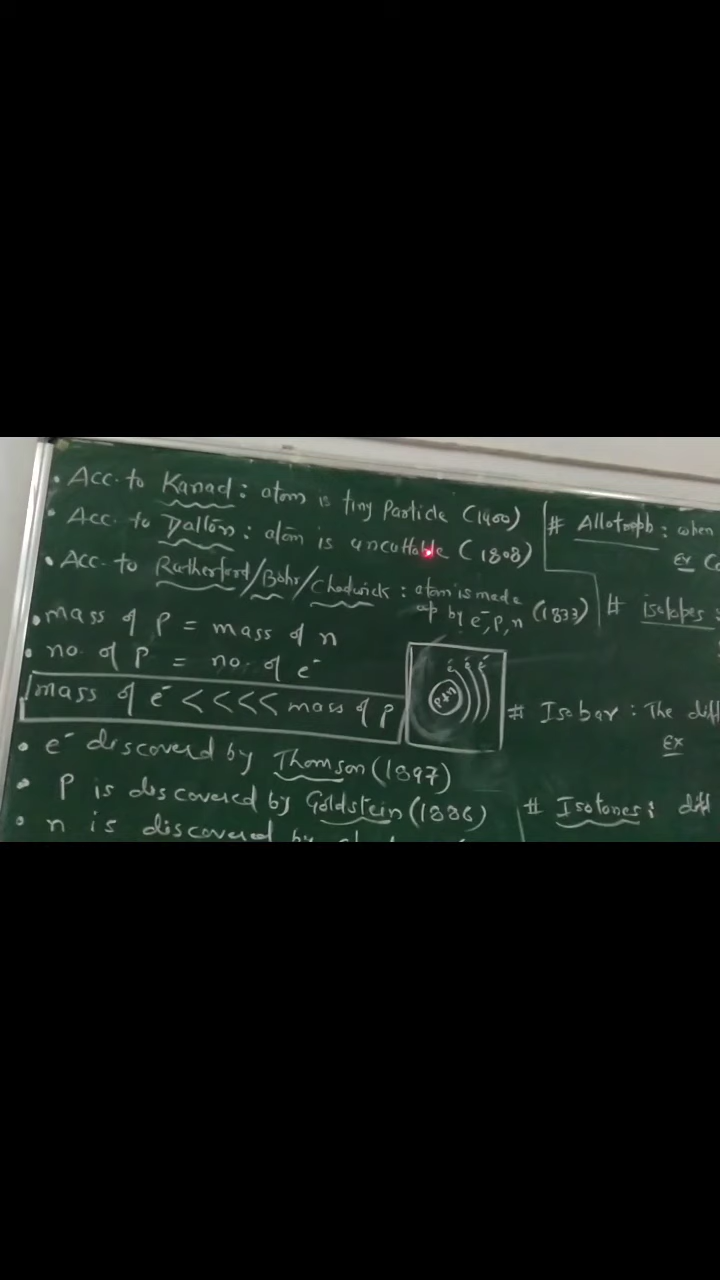 • Acc. to Kanad : atom is tiny Particle (1400)
• Acc. to Dalton : atom is uncuttable (1808)
• Acc. to Rutherford/Bohr/Chadwick : atom is made
up by e⁻, p, n (1833)
• mass of P = mass of n
• no. of P = no. of e⁻
mass of e⁻ <<<< mass of p
e⁻ e⁻ e⁻
P+n
• e⁻ discovered by Thomson (1897)
• P is discovered by Goldstein (1886)
• n is discovered by
# Allotroph : when
Ex
# isotopes :
# Isobar : The diff
Ex
# Isotones : diff